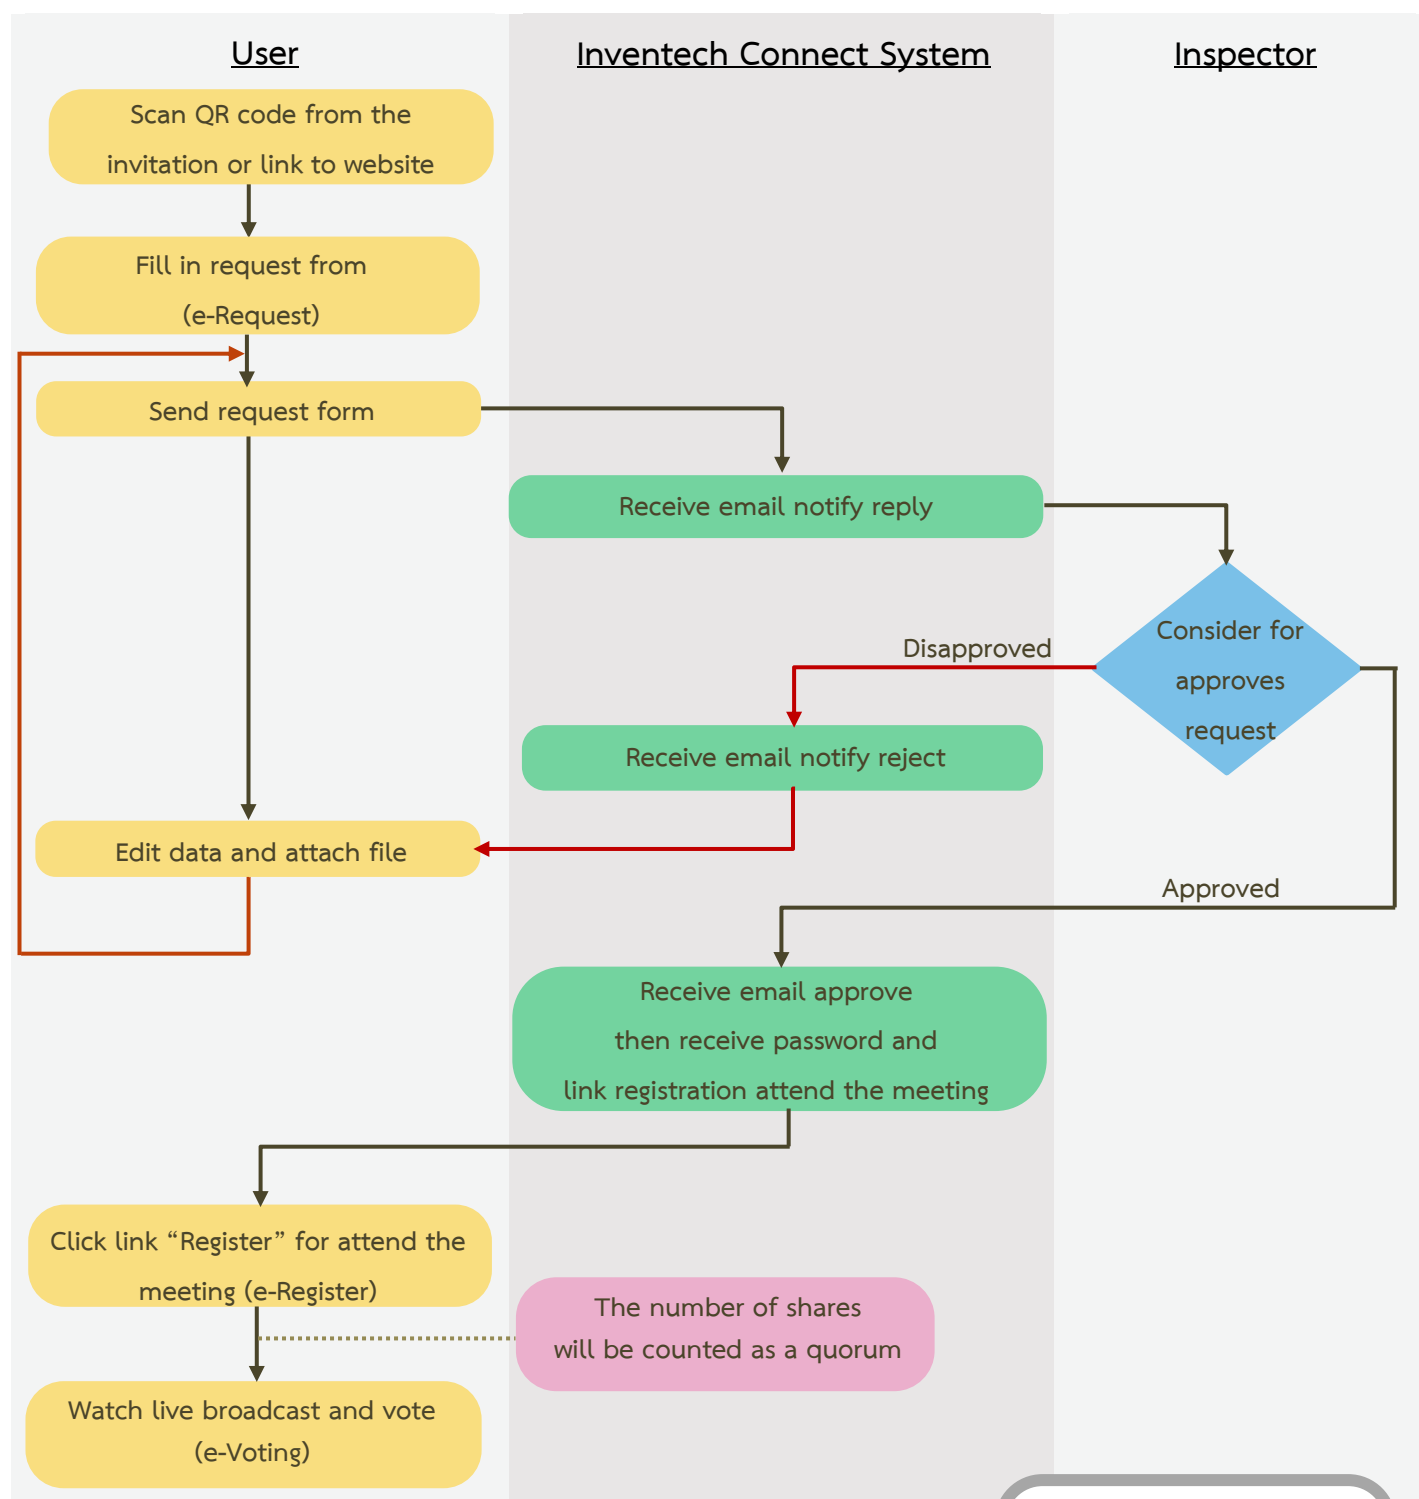 User
Inventech Connect System
Inspector
Scan QR code from the
invitation or link to website
Fill in request from
(e-Request)
Send request form
Receive email notify reply
Consider for
approves
request
Disapproved
Receive email notify reject
Edit data and attach file
Approved
Receive email approve
then receive password and
link registration attend the meeting
Click link “Register” for attend the
meeting (e-Register)
The number of shares
will be counted as a quorum
Watch live broadcast and vote
(e-Voting)